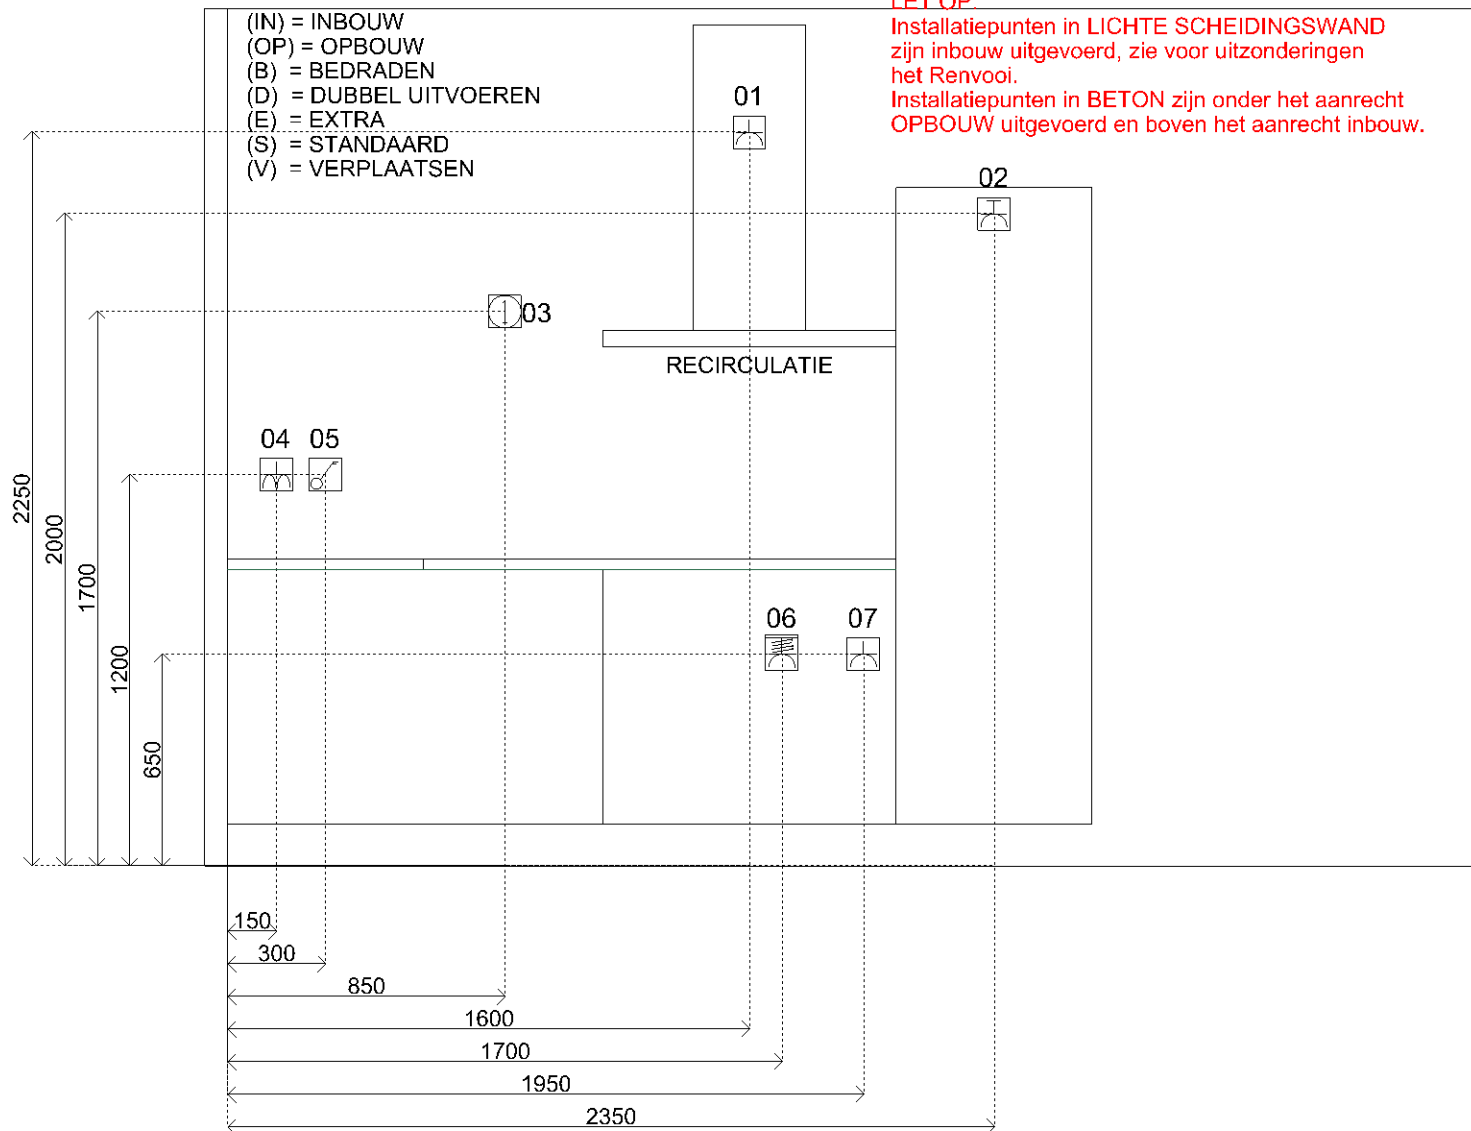 (IN) = INBOUW
(OP) = OPBOUW
(B) = BEDRADEN
(D) = DUBBEL UITVOEREN
(E) = EXTRA
(S) = STANDAARD
(V) = VERPLAATSEN
LET OP:
Installatiepunten in LICHTE SCHEIDINGSWAND
zijn inbouw uitgevoerd, zie voor uitzonderingen
het Renvooi.
Installatiepunten in BETON zijn onder het aanrecht
OPBOUW uitgevoerd en boven het aanrecht inbouw.
01
02
03
RECIRCULATIE
04 05
06 07
2250
2000
1700
1200
650
150
300
850
1600
1700
1950
2350